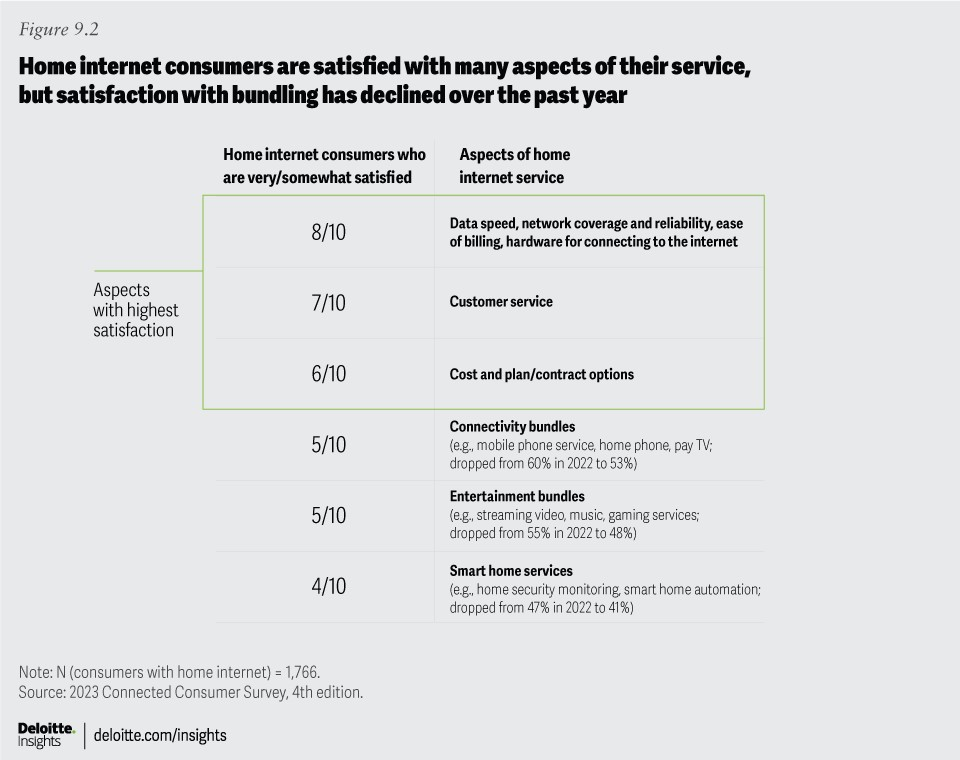 Figure 9.2
Home internet consumers are satisfied with many aspects of their service,
but satisfaction with bundling has declined over the past year
Home internet consumers who
are very/somewhat satisfied
Aspects of home
internet service
Aspects
with highest
satisfaction
8/10
Data speed, network coverage and reliability, ease
of billing, hardware for connecting to the internet
7/10
Customer service
6/10
Cost and plan/contract options
5/10
Connectivity bundles
(e.g., mobile phone service, home phone, pay TV;
dropped from 60% in 2022 to 53%)
5/10
Entertainment bundles
(e.g., streaming video, music, gaming services;
dropped from 55% in 2022 to 48%)
4/10
Smart home services
(e.g., home security monitoring, smart home automation;
dropped from 47% in 2022 to 41%)
Note: N (consumers with home internet) = 1,766.
Source: 2023 Connected Consumer Survey, 4th edition.
Deloitte.
Insights
deloitte.com/insights